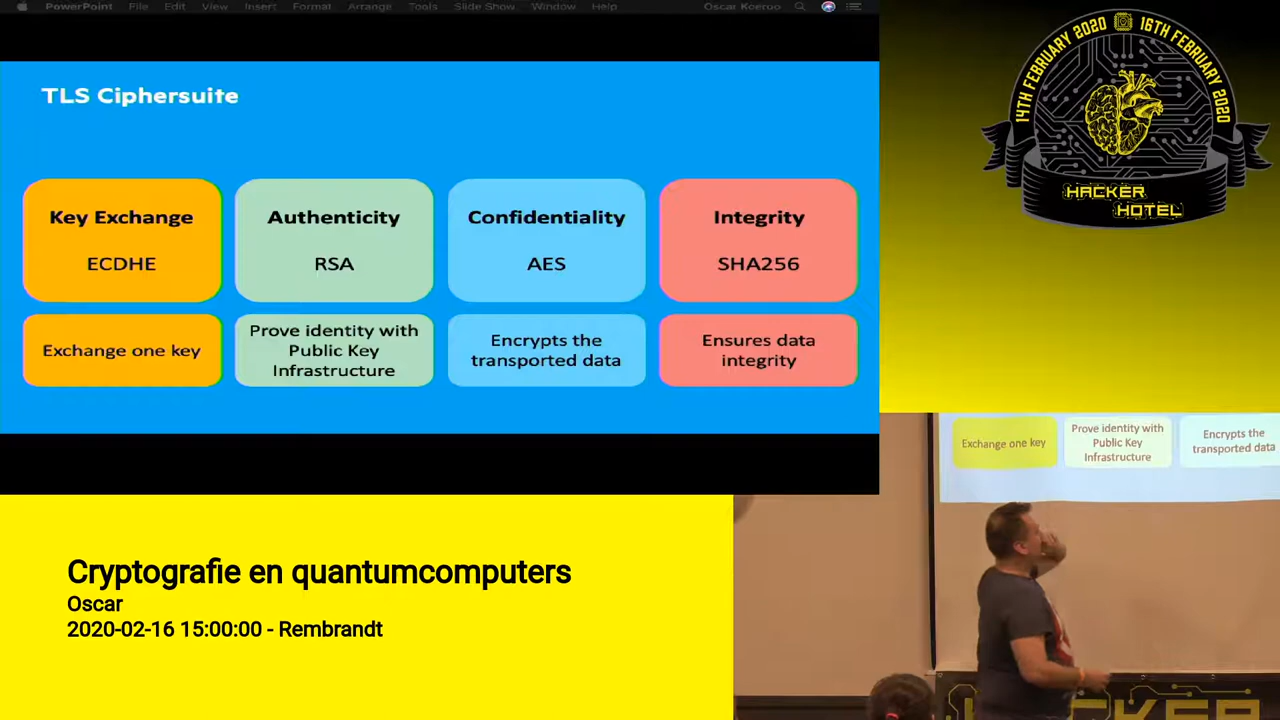 PowerPoint File Edit View Insert Format Arrange Tools Slide Show Window Help Oscar Koeroo
TLS Ciphersuite
Key Exchange
ECDHE
Authenticity
RSA
Confidentiality
AES
Integrity
SHA256
Exchange one key
Prove identity with
Public Key
Infrastructure
Encrypts the
transported data
Ensures data
integrity
14TH FEBRUARY 2020
16TH FEBRUARY 2020
HACKER
HOTEL
Exchange one key
Prove identity with
Public Key
Infrastructure
Encrypts the
transported data
Cryptografie en quantumcomputers
Oscar
2020-02-16 15:00:00 - Rembrandt
HACKER